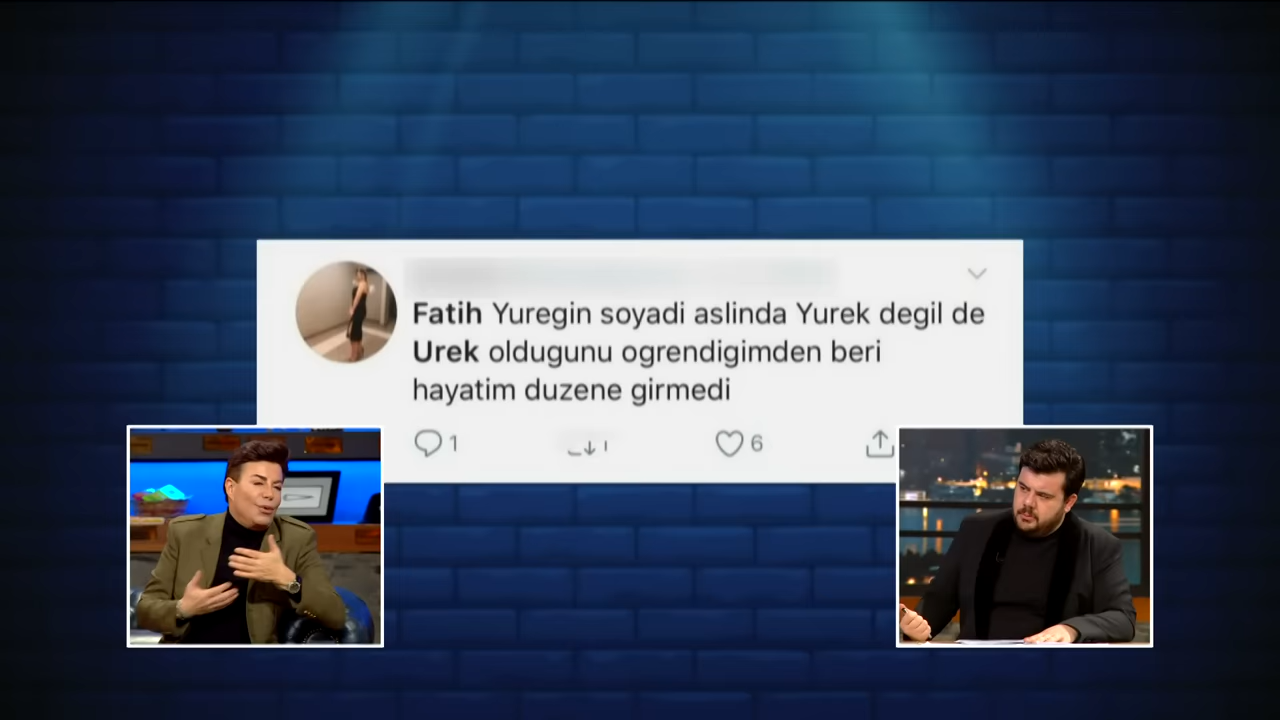 Fatih Yuregin soyadi aslinda Yurek degil de
Urek oldugunu ogrendigimden beri
hayatim duzene girmedi
1
6